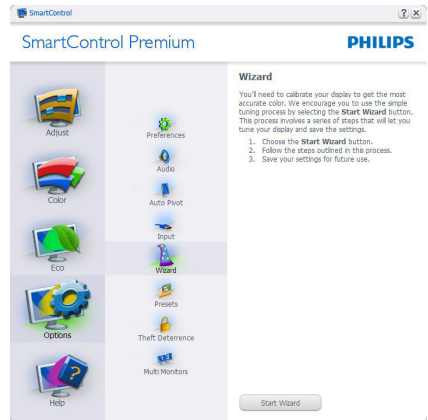 SmartControl
? ×
SmartControl Premium
PHILIPS
Adjust
Color
Eco
Options
Help
Preferences
Audio
Auto Pivot
Input
Wizard
Presets
Theft Deterrence
Multi Monitors
Wizard
You'll need to calibrate your display to get the most
accurate color. We encourage you to use the simple
tuning process by selecting the Start Wizard button.
This process involves a series of steps that will let you
tune your display and save the settings.
1. Choose the Start Wizard button.
2. Follow the steps outlined in this process.
3. Save your settings for future use.
Start Wizard